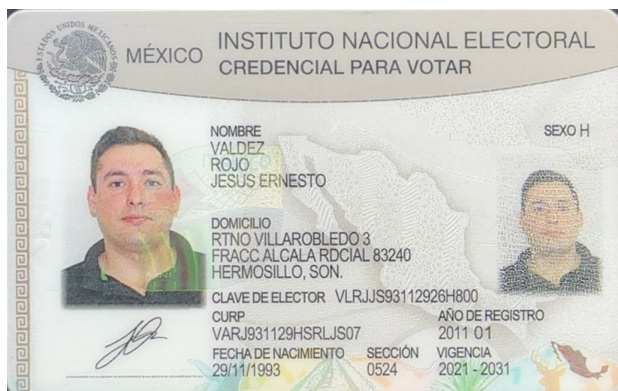 ESTADOS UNIDOS MEXICANOS
MÉXICO
INSTITUTO NACIONAL ELECTORAL
CREDENCIAL PARA VOTAR
NOMBRE
VALDEZ
ROJO
JESUS ERNESTO
SEXO H
DOMICILIO
RTNO VILLAROBLEDO 3
FRACC ALCALA RDCIAL 83240
HERMOSILLO, SON.
CLAVE DE ELECTOR VLRJJS93112926H800
CURP
VARJ931129HSRLJS07
AÑO DE REGISTRO
2011 01
FECHA DE NACIMIENTO
29/11/1993
SECCIÓN
0524
VIGENCIA
2021 - 2031